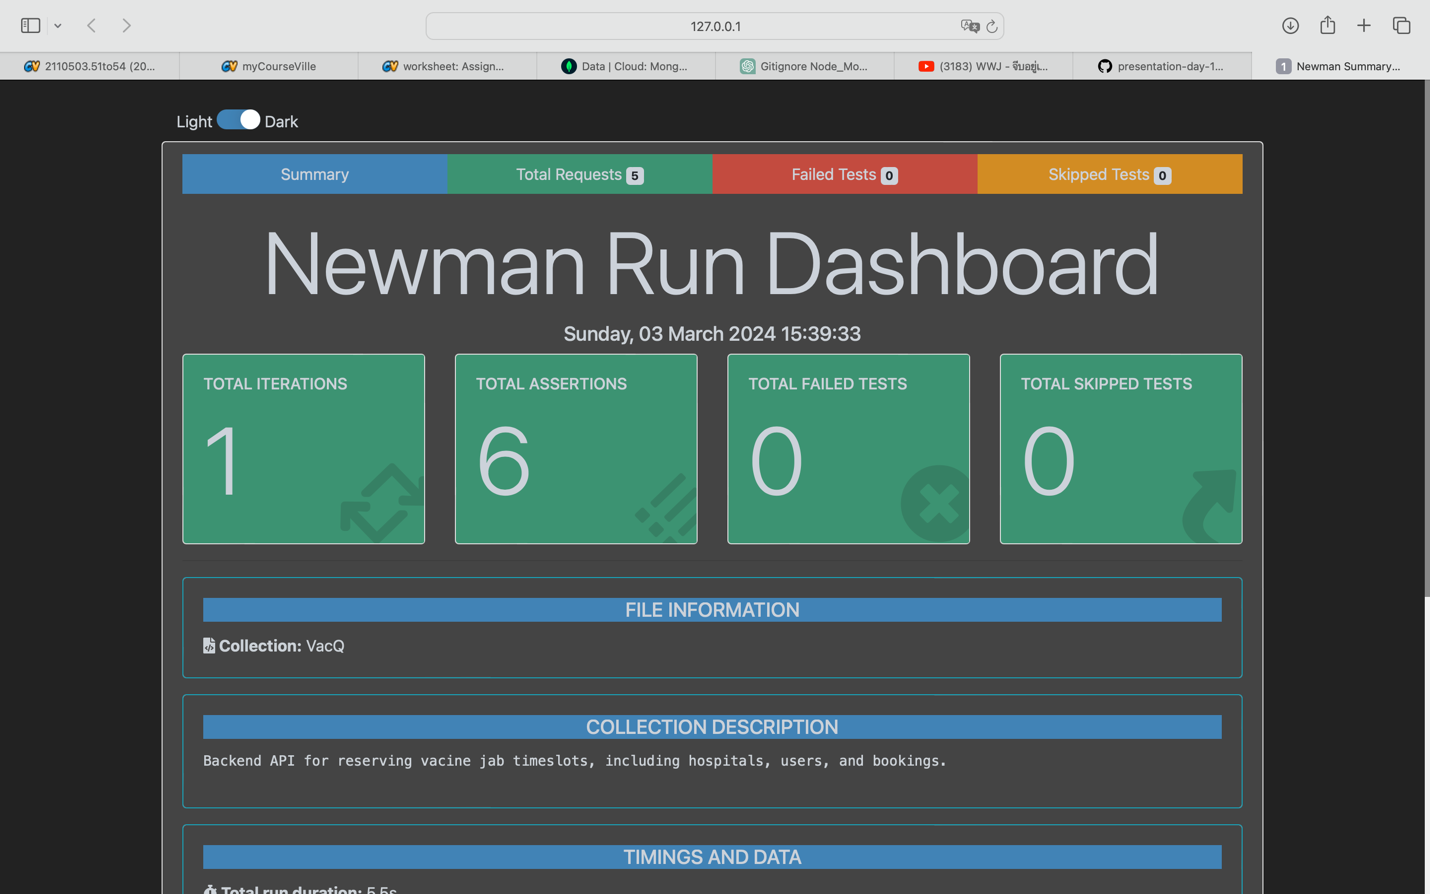 127.0.0.1
2110503.51to54 (20...
myCourseVille
worksheet: Assign...
Data | Cloud: Mong...
Gitignore Node_Mo...
(3183) WWJ - จีบอยู่เ...
presentation-day-1...
1 Newman Summary...
Light Dark
Summary
Total Requests 5
Failed Tests 0
Skipped Tests 0
Newman Run Dashboard
Sunday, 03 March 2024 15:39:33
TOTAL ITERATIONS
1
TOTAL ASSERTIONS
6
TOTAL FAILED TESTS
0
TOTAL SKIPPED TESTS
0
FILE INFORMATION
Collection: VacQ
COLLECTION DESCRIPTION
Backend API for reserving vacine jab timeslots, including hospitals, users, and bookings.
TIMINGS AND DATA
Total run duration: 5.5s